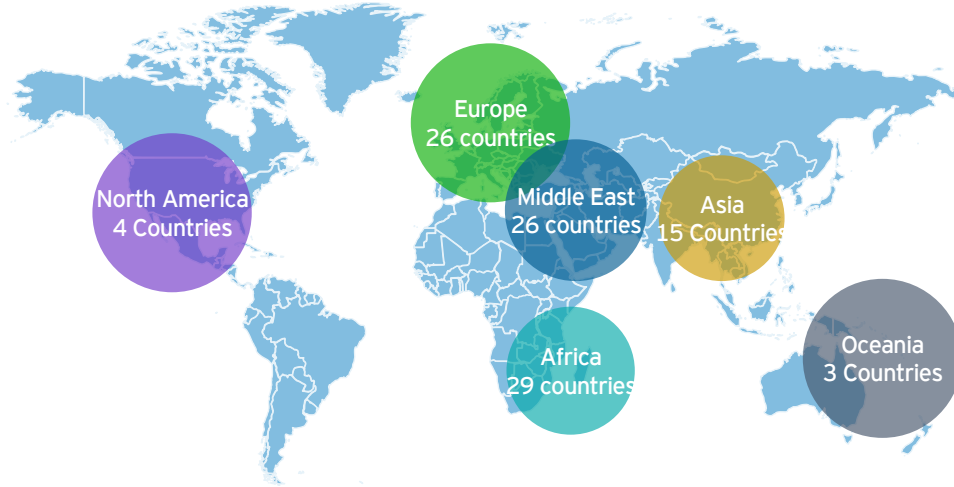 Europe
26 countries
North America
4 Countries
Middle East
26 countries
Asia
15 Countries
Africa
29 countries
Oceania
3 Countries